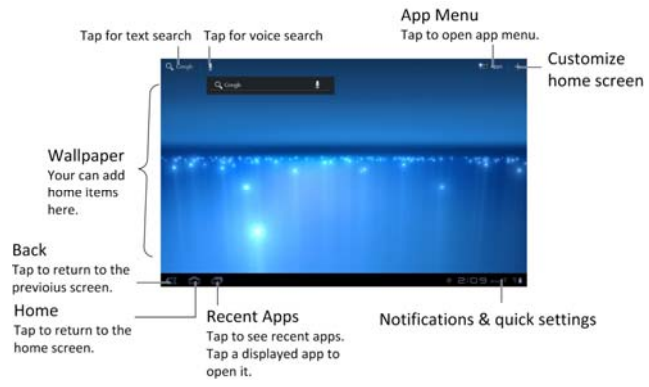 App Menu
Tap to open app menu.
Tap for text search
Tap for voice search
Customize
home screen
Google
Google
Wallpaper
Your can add
home items
here.
Back
Tap to return to the
previoius screen.
Home
Tap to return to the
home screen.
Recent Apps
Tap to see recent apps.
Tap a displayed app to
open it.
2:09
Notifications & quick settings